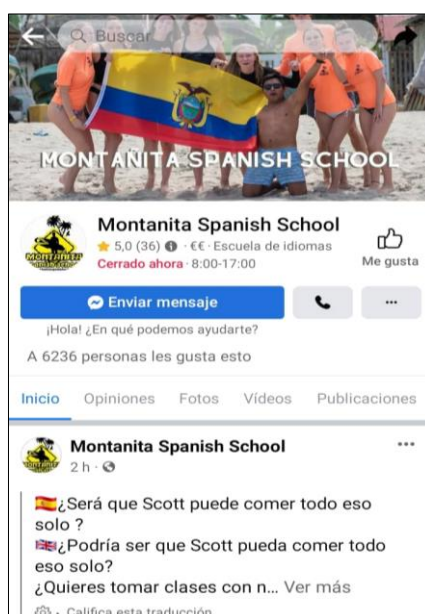 Buscar
MONTAÑITA SPANISH SCHOOL
Montanita Spanish School
5,0 (36) · €€ · Escuela de idiomas
Cerrado ahora · 8:00-17:00
Me gusta
Enviar mensaje
¡Hola! ¿En qué podemos ayudarte?
A 6236 personas les gusta esto
Inicio Opiniones Fotos Vídeos Publicaciones
Montanita Spanish School
2 h ·
¿Será que Scott puede comer todo eso
solo ?
¿Podría ser que Scott pueda comer todo
eso solo?
¿Quieres tomar clases con n... Ver más
· Califica esta traducción